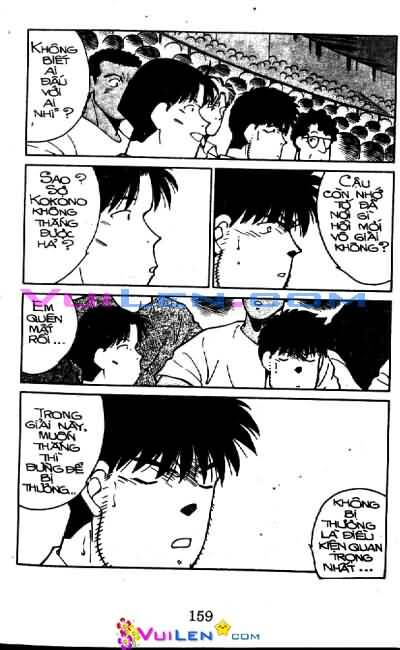 KHÔNG
BIẾT
AI
ĐẤU
VỚI
AI
NHỈ ?
SAO ?
SỢ
KOKONO
KHÔNG
THẮNG
ĐƯỢC
HẢ ?
CẬU
CÒN NHỚ
TỚ ĐÃ
NÓI GÌ
HỒI MỚI
VÔ GIẢI
KHÔNG ?
VUILEN.COM
EM
QUÊN
MẤT
RỒI ...
TRONG
GIẢI NÀY,
MUỐN
THẮNG
THÌ
ĐỪNG ĐỂ
BỊ
THƯƠNG...
KHÔNG
BỊ
THƯƠNG
LÀ ĐIỀU
KIỆN QUAN
TRỌNG
NHẤT ...
159
VUILEN COM